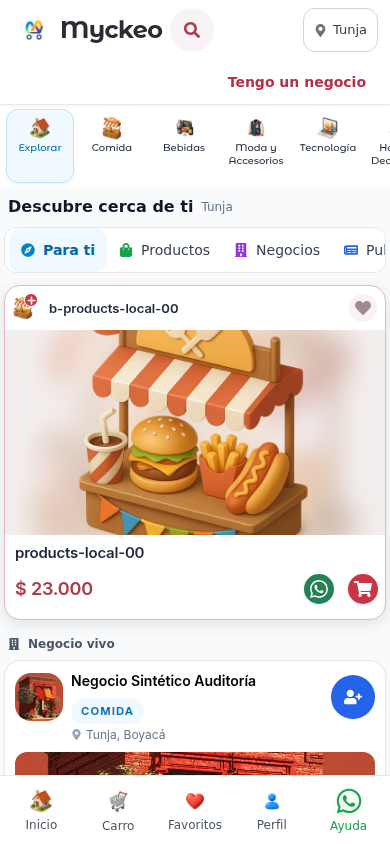 Myckeo
Tunja
Tengo un negocio
Explorar
Comida
Bebidas
Moda y
Accesorios
Tecnología
Descubre cerca de ti Tunja
Para ti
Productos
Negocios
b-products-local-00
products-local-00
$ 23.000
Negocio vivo
Negocio Sintético Auditoría
COMIDA
Tunja, Boyacá
Inicio
Carro
Favoritos
Perfil
Ayuda